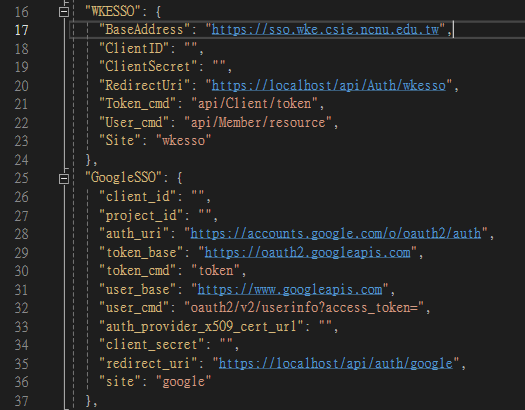 16 "WKESSO": {
17 "BaseAddress": "https://sso.wke.csie.ncnu.edu.tw",
18 "ClientID": "",
19 "ClientSecret": "",
20 "RedirectUri": "https://localhost/api/Auth/wkesso",
21 "Token_cmd": "api/Client/token",
22 "User_cmd": "api/Member/resource",
23 "Site": "wkesso"
24 },
25 "GoogleSSO": {
26 "client_id": "",
27 "project_id": "",
28 "auth_uri": "https://accounts.google.com/o/oauth2/auth",
29 "token_base": "https://oauth2.googleapis.com",
30 "token_cmd": "token",
31 "user_base": "https://www.googleapis.com",
32 "user_cmd": "oauth2/v2/userinfo?access_token=",
33 "auth_provider_x509_cert_url": "",
34 "client_secret": "",
35 "redirect_uri": "https://localhost/api/auth/google",
36 "site": "google"
37 },